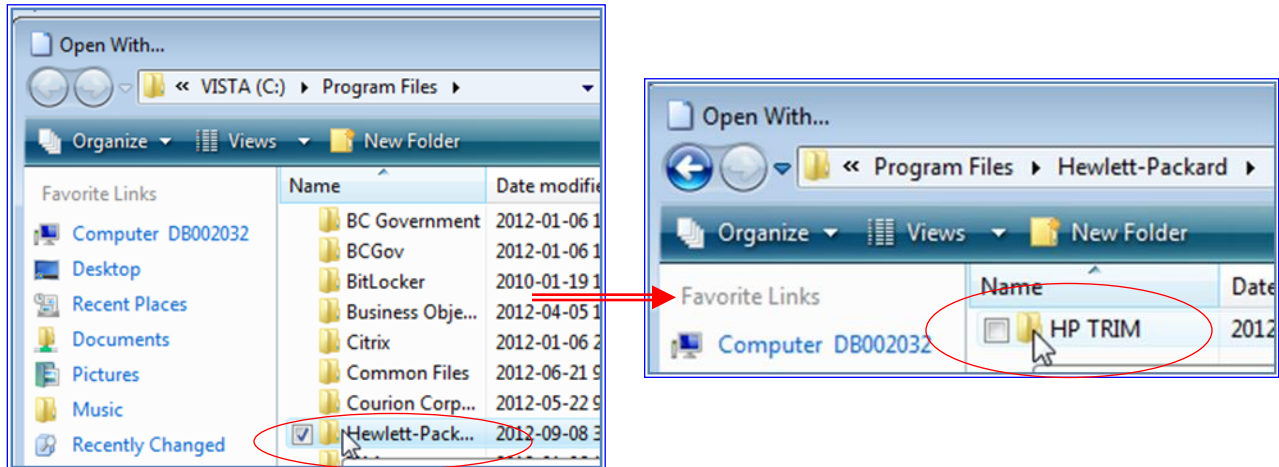 Open With...
« VISTA (C:) Program Files
Organize Views New Folder
Favorite Links
Computer DB002032
Desktop
Recent Places
Documents
Pictures
Music
Recently Changed
Name Date modifie
BC Government 2012-01-06 1
BCGov 2012-01-06 1
BitLocker 2010-01-19 1
Business Obje... 2012-04-05 1
Citrix 2012-01-06 2
Common Files 2012-06-21 9
Courion Corp... 2012-05-22 9
Hewlett-Pack... 2012-09-08 3
Open With...
« Program Files Hewlett-Packard
Organize Views New Folder
Favorite Links
Computer DB002032
Name Date
HP TRIM 2012